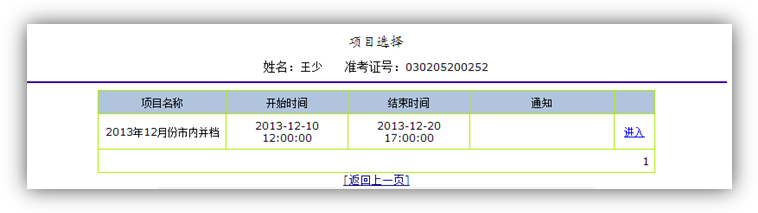 项目选择
姓名：王少 准考证号：030205200252
项目名称 开始时间 结束时间 通知
2013年12月份市内并档 2013-12-10 12:00:00 2013-12-20 17:00:00 进入
1
[返回上一页]